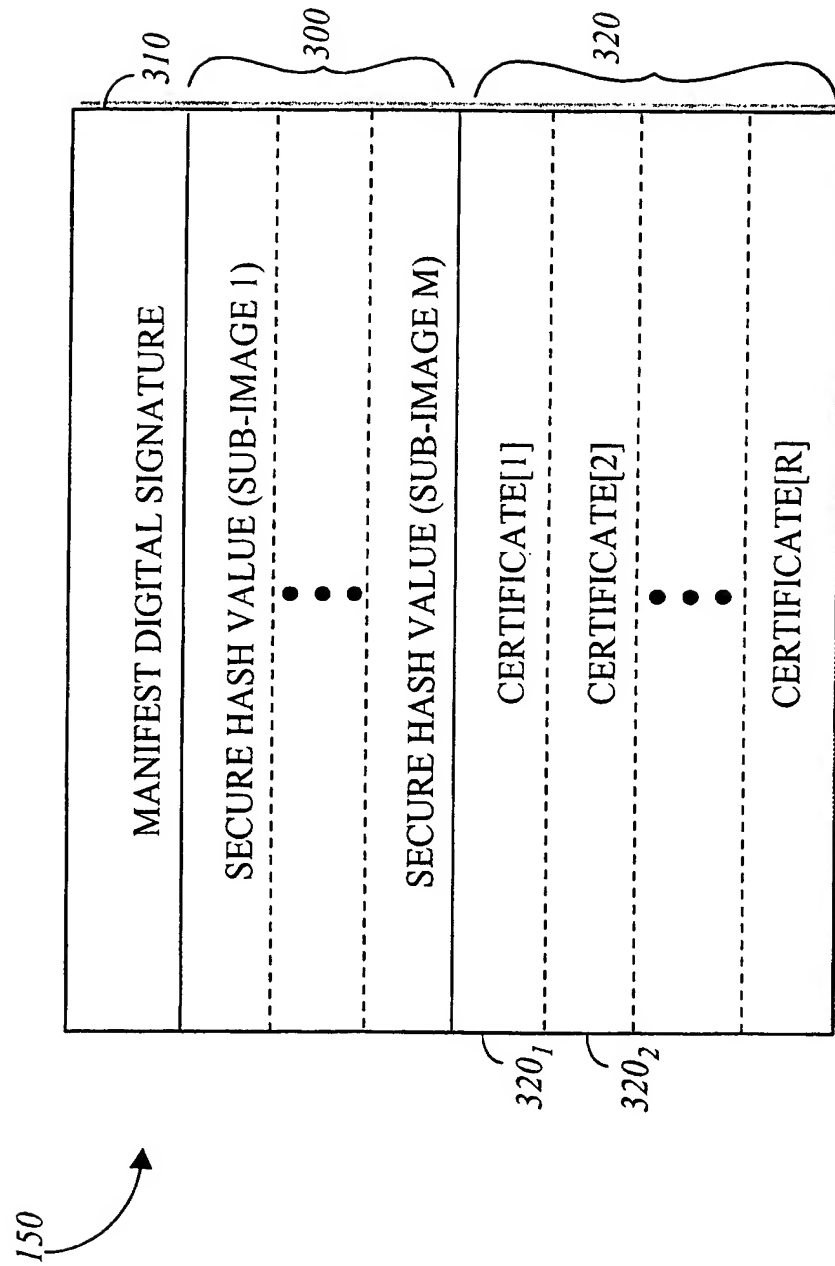 150
310
MANIFEST DIGITAL SIGNATURE
300
SECURE HASH VALUE (SUB-IMAGE 1)
SECURE HASH VALUE (SUB-IMAGE M)
320
320₁
CERTIFICATE[1]
320₂
CERTIFICATE[2]
CERTIFICATE[R]